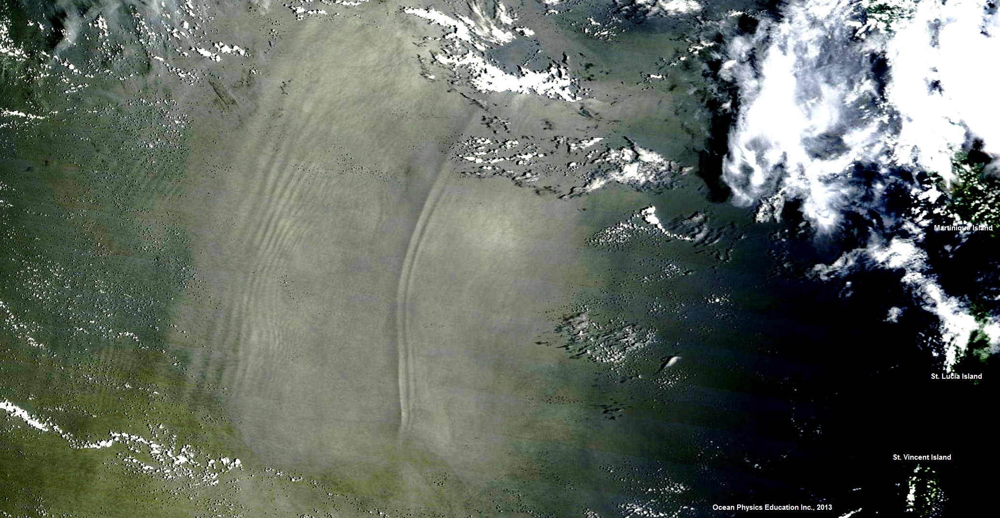 Martinique Island
St. Lucia Island
St. Vincent Island
Ocean Physics Education Inc., 2013